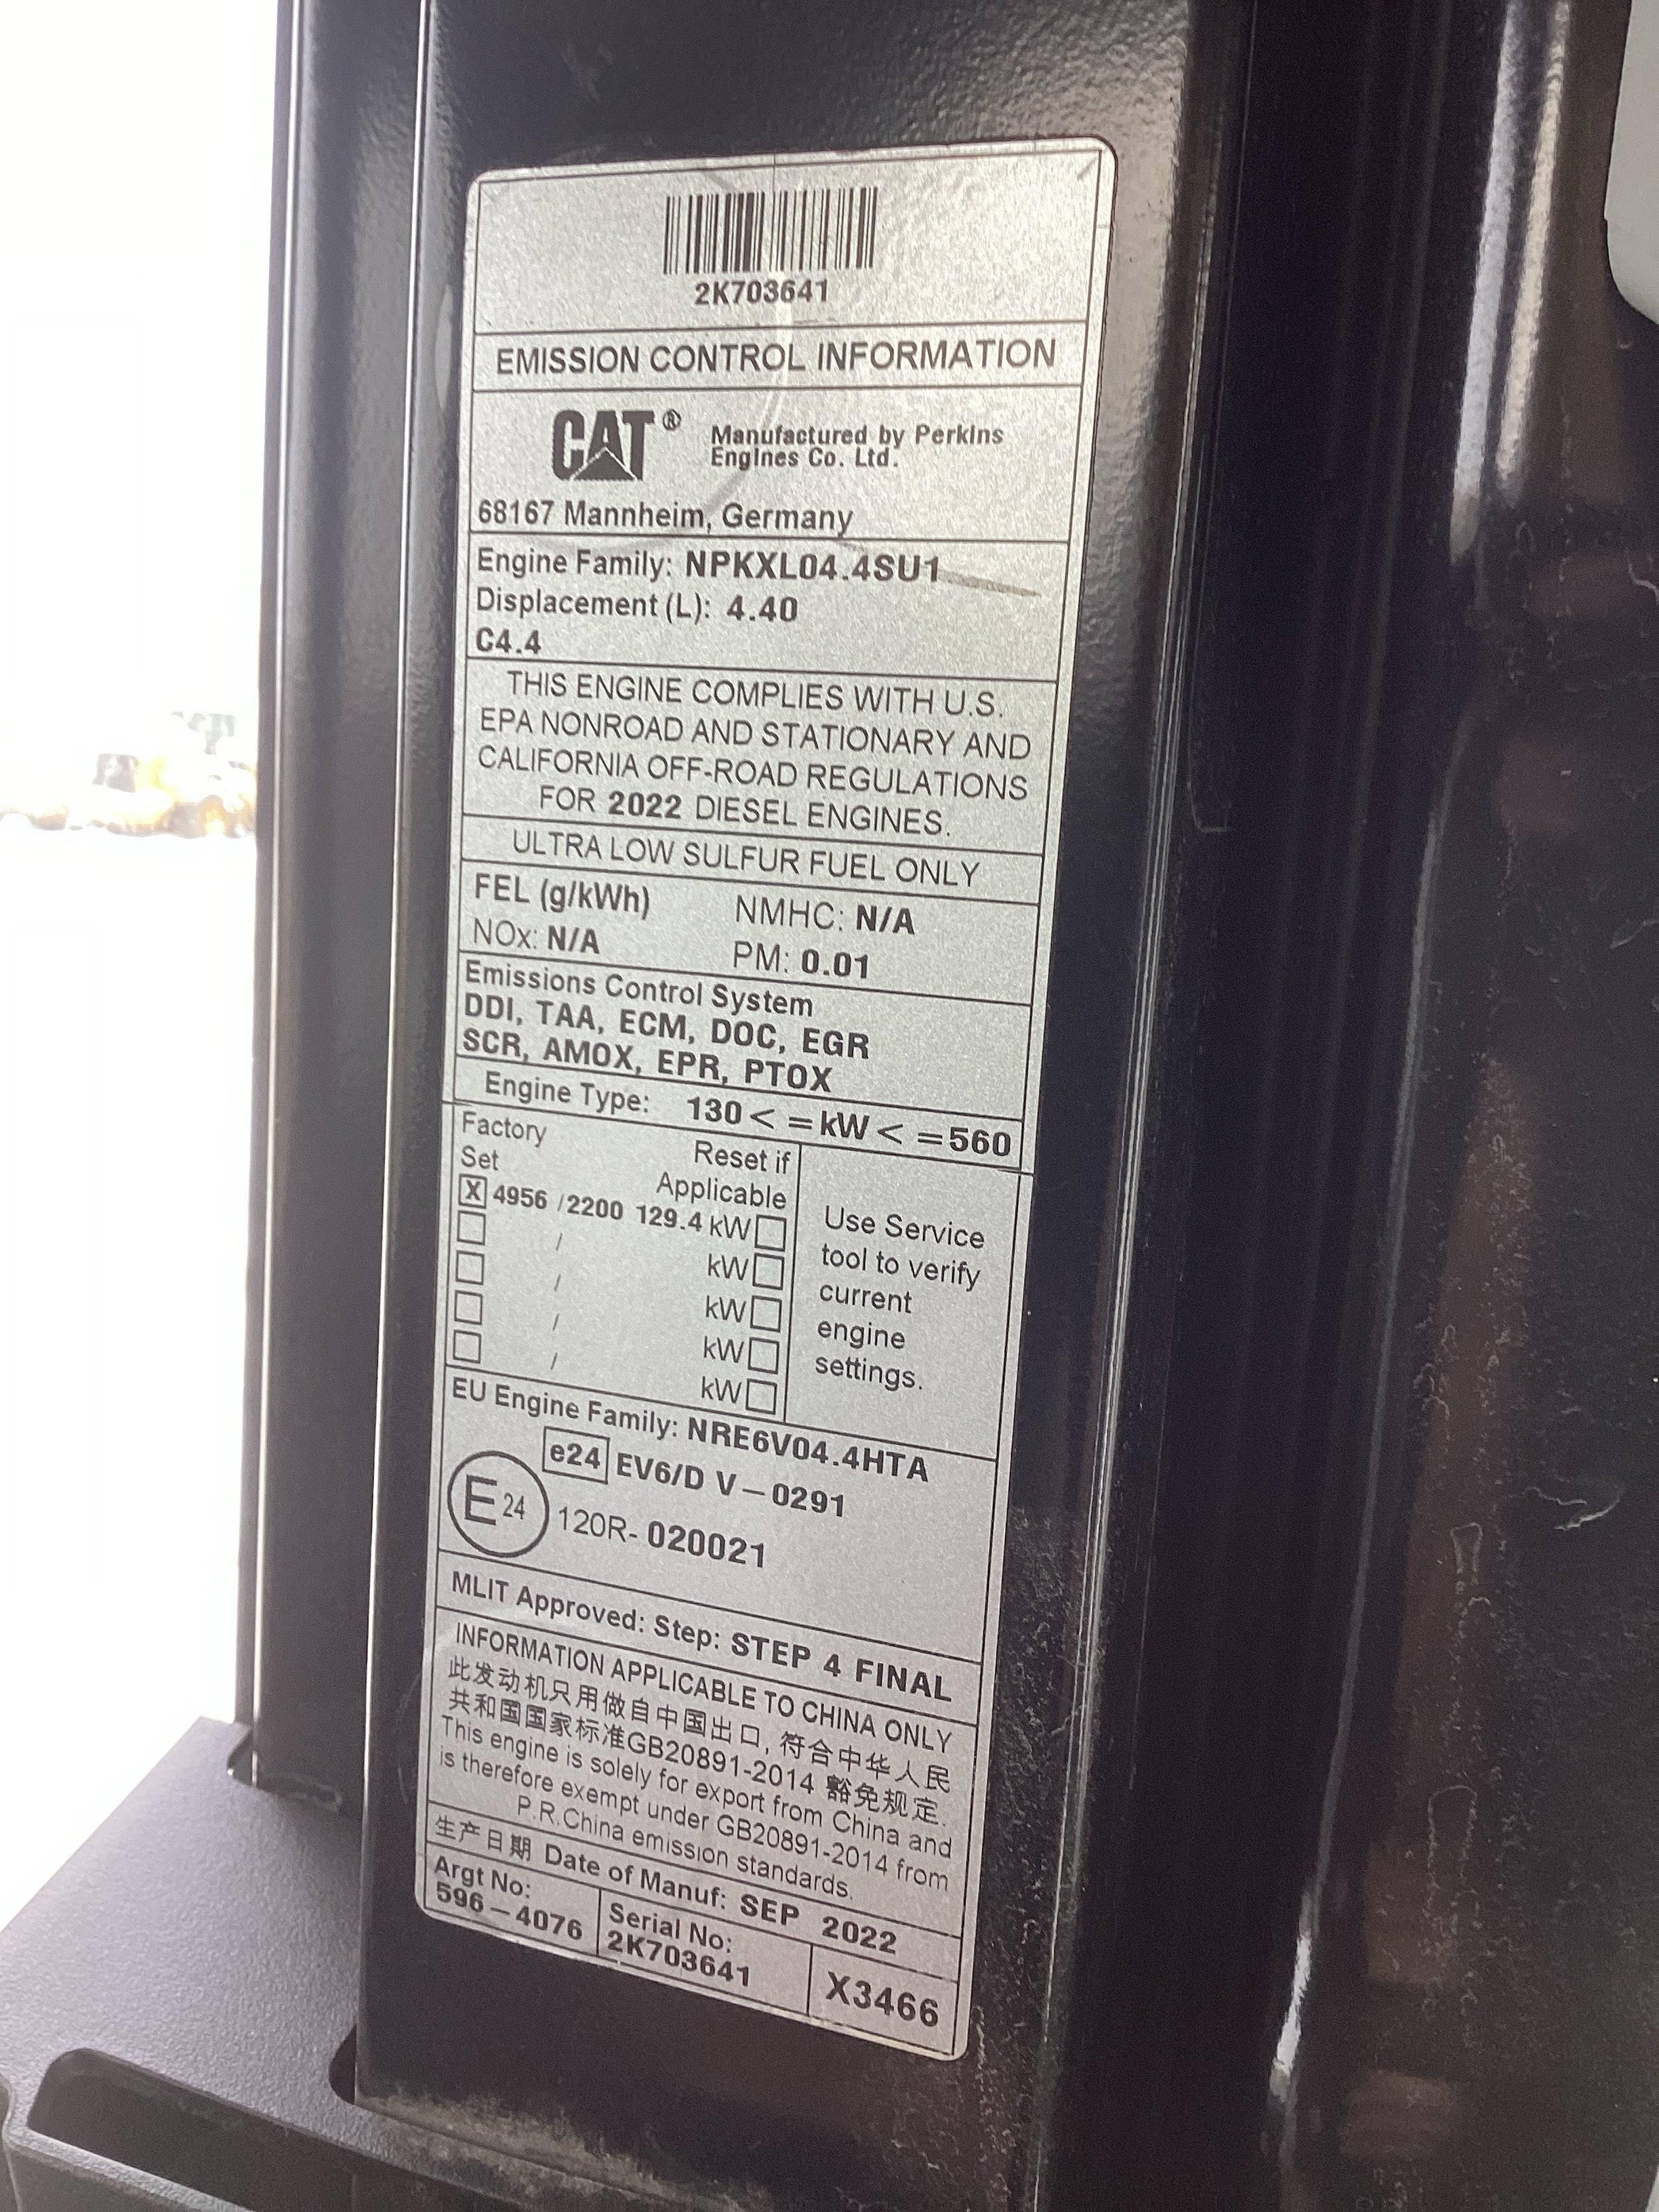 2K703641
EMISSION CONTROL INFORMATION
CAT® Manufactured by Perkins
Engines Co. Ltd.
68167 Mannheim, Germany
Engine Family: NPKXL04.4SU1
Displacement (L): 4.40
C4.4
THIS ENGINE COMPLIES WITH U.S.
EPA NONROAD AND STATIONARY AND
CALIFORNIA OFF-ROAD REGULATIONS
FOR 2022 DIESEL ENGINES.
ULTRA LOW SULFUR FUEL ONLY
FEL (g/kWh) NMHC: N/A
NOx: N/A PM: 0.01
Emissions Control System
DDI, TAA, ECM, DOC, EGR
SCR, AMOX, EPR, PTOX
Engine Type: 130 < = kW < = 560
Factory Reset if
Set Applicable
X 4956 / 2200 129.4 kW
/ kW
/ kW
/ kW
/ kW
Use Service
tool to verify
current
engine
settings.
EU Engine Family: NRE6V04.4HTA
e24 EV6/D V-0291
E 24 120R- 020021
MLIT Approved: Step: STEP 4 FINAL
INFORMATION APPLICABLE TO CHINA ONLY
此发动机只用做自中国出口, 符合中华人民
共和国国家标准GB20891-2014 豁免规定.
This engine is solely for export from China and
is therefore exempt under GB20891-2014 from
P.R.China emission standards.
生产日期 Date of Manuf: SEP 2022
Argt No:
596-4076
Serial No:
2K703641
X3466